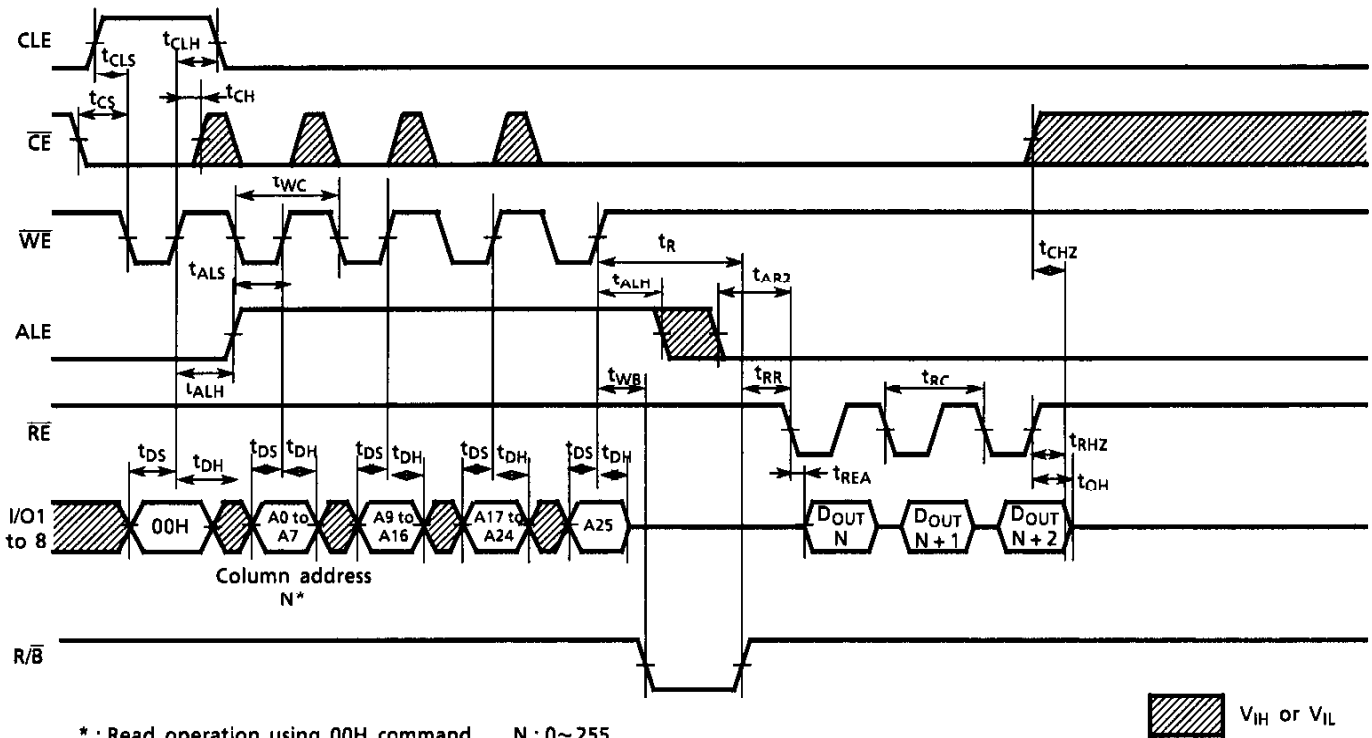 CLE
tCLS
tCLH
tCS
tCH
CE
tWC
WE
tALS
tR
tALH
tAR2
tCHZ
ALE
tALH
tWB
tRR
tRC
RE
tDS
tDH
tDS
tDH
tDS
tDH
tDS
tDH
tDS
tDH
tREA
tRHZ
tOH
I/O1
to 8
00H
A0 to
A7
A9 to
A16
A17 to
A24
A25
DOUT
N
DOUT
N + 1
DOUT
N + 2
Column address
N*
R/B
VIH or VIL
* : Read operation using 00H command N : 0~255